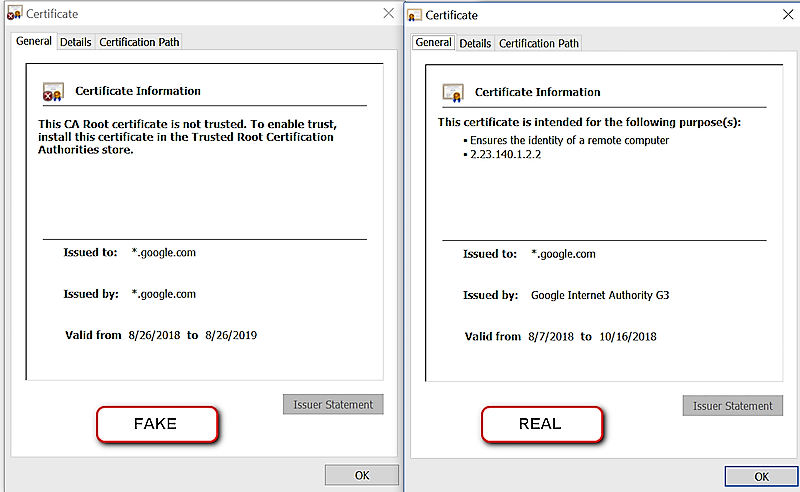 Certificate
General Details Certification Path
Certificate Information
This CA Root certificate is not trusted. To enable trust,
install this certificate in the Trusted Root Certification
Authorities store.
Issued to: *.google.com
Issued by: *.google.com
Valid from 8/26/2018 to 8/26/2019
Issuer Statement
FAKE
OK
Certificate
General Details Certification Path
Certificate Information
This certificate is intended for the following purpose(s):
▪ Ensures the identity of a remote computer
▪ 2.23.140.1.2.2
Issued to: *.google.com
Issued by: Google Internet Authority G3
Valid from 8/7/2018 to 10/16/2018
Issuer Statement
REAL
OK